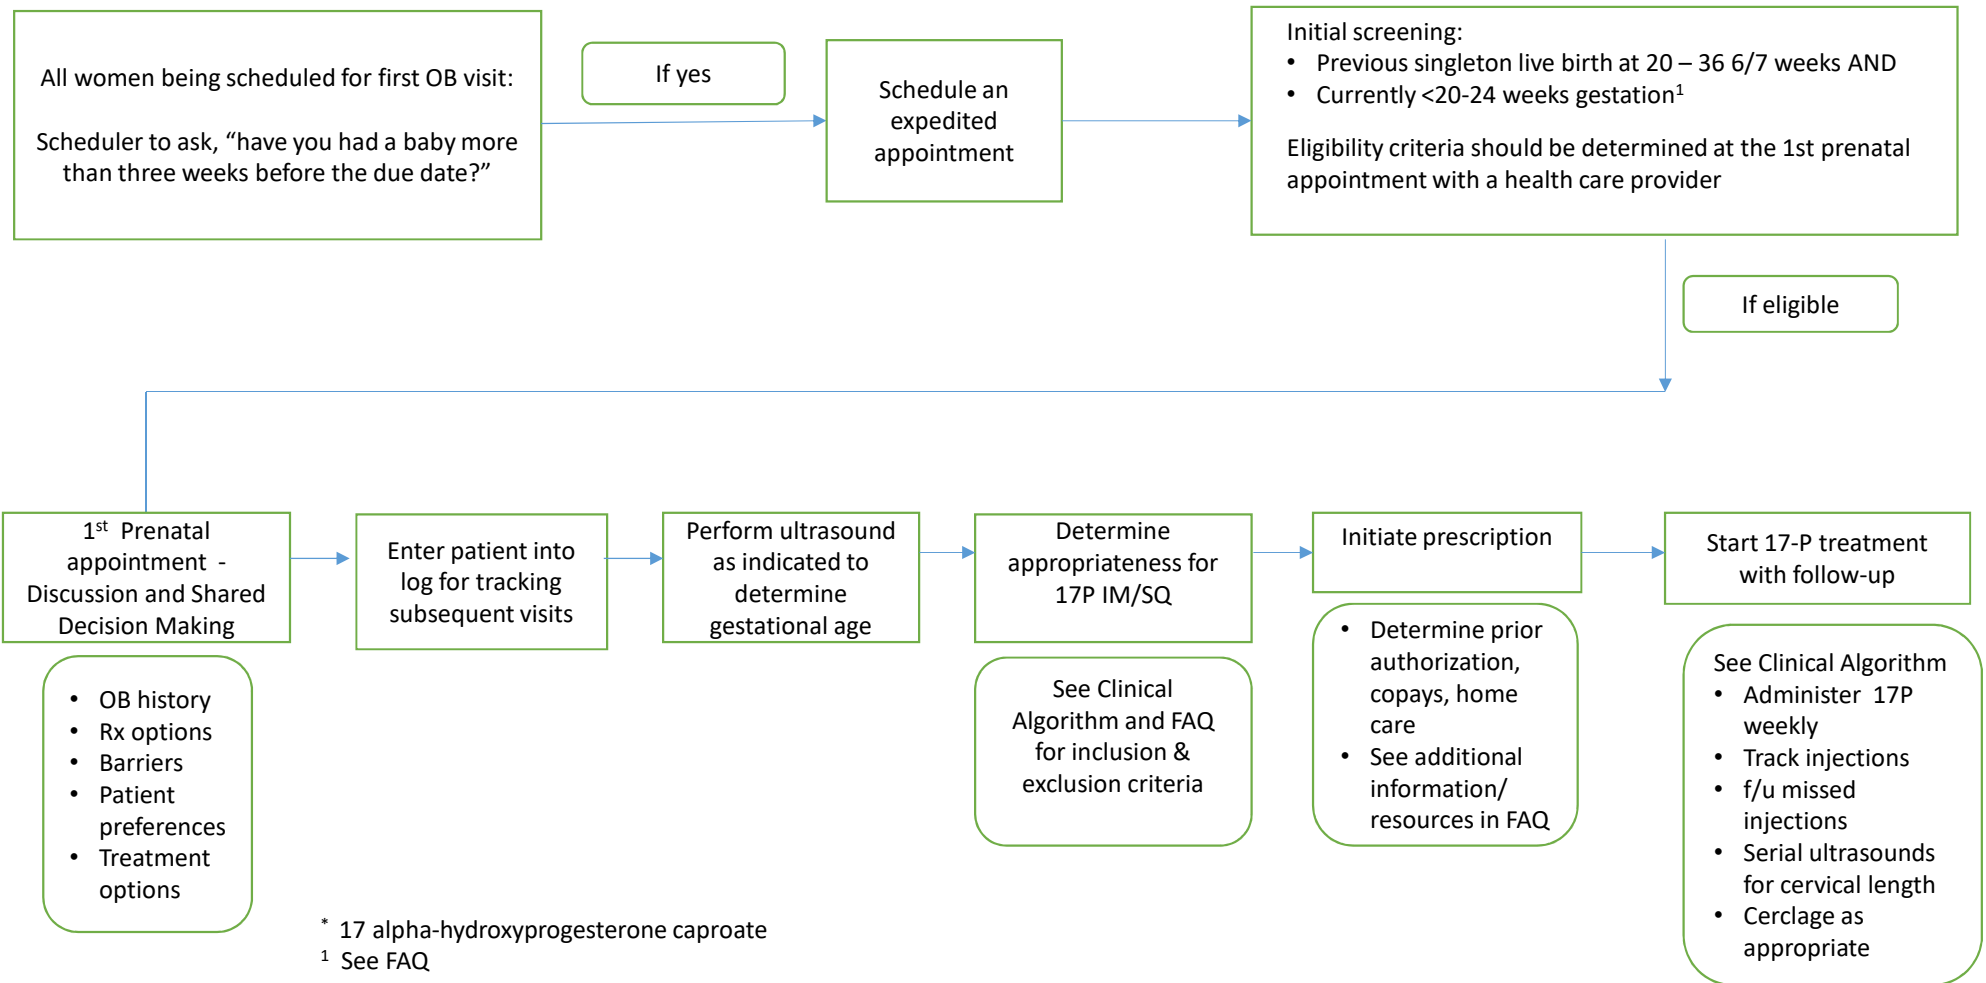 All women being scheduled for first OB visit:
Scheduler to ask, “have you had a baby more
than three weeks before the due date?”
If yes
Schedule an
expedited
appointment
Initial screening:
• Previous singleton live birth at 20 – 36 6/7 weeks AND
• Currently <20-24 weeks gestation1
Eligibility criteria should be determined at the 1st prenatal
appointment with a health care provider
If eligible
1st Prenatal
appointment -
Discussion and Shared
Decision Making
• OB history
• Rx options
• Barriers
• Patient
preferences
• Treatment
options
Enter patient into
log for tracking
subsequent visits
Perform ultrasound
as indicated to
determine
gestational age
Determine
appropriateness for
17P IM/SQ
See Clinical
Algorithm and FAQ
for inclusion &
exclusion criteria
Initiate prescription
• Determine prior
authorization,
copays, home
care
• See additional
information/
resources in FAQ
Start 17-P treatment
with follow-up
See Clinical Algorithm
• Administer 17P
weekly
• Track injections
• f/u missed
injections
• Serial ultrasounds
for cervical length
• Cerclage as
appropriate
* 17 alpha-hydroxyprogesterone caproate
1 See FAQ